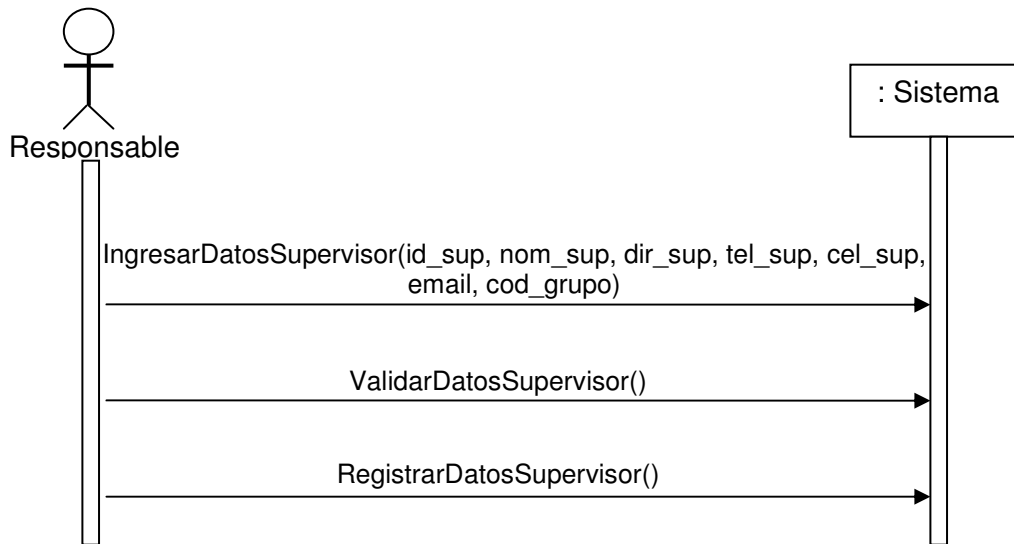 : Sistema
Responsable
IngresarDatosSupervisor(id_sup, nom_sup, dir_sup, tel_sup, cel_sup,
email, cod_grupo)
ValidarDatosSupervisor()
RegistrarDatosSupervisor()